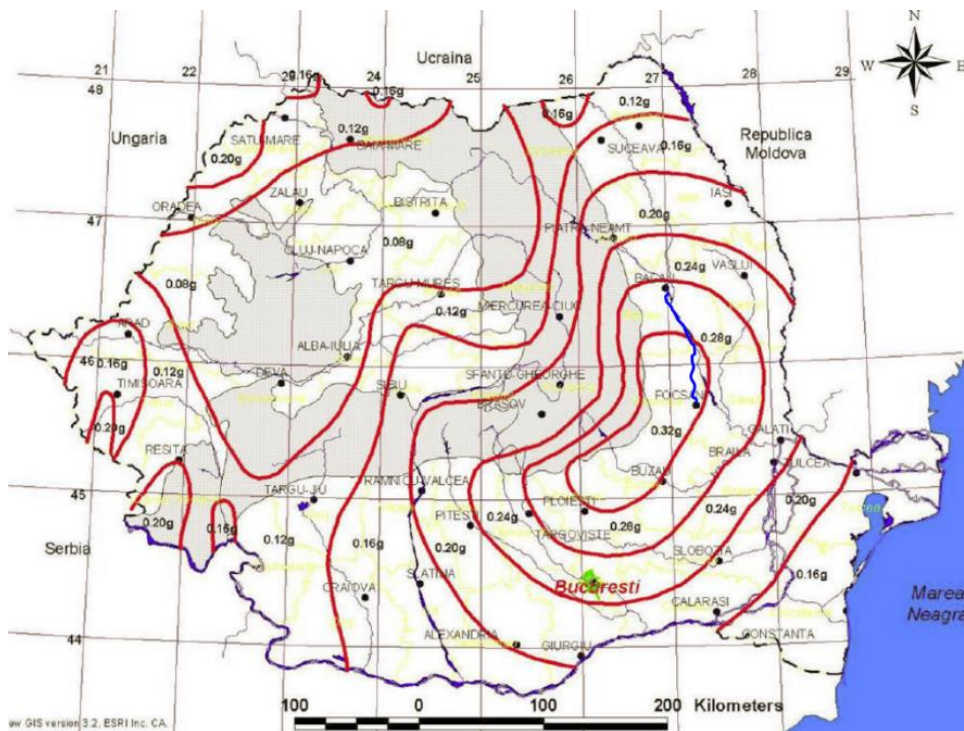 N
W
E
S
Ucraina
Ungaria
Republica
Moldova
Serbia
Marea
Neagra
21
22
24
25
26
27
28
29
48
47
46
45
44
0.16g
0.16g
0.12g
0.12g
0.16g
SATU-MARE
BAIA-MARE
SUCEAVA
0.16g
0.20g
ZALAU
BISTRITA
IASI
ORADEA
0.20g
PIATRA-NEAMT
CLUJ-NAPOCA
0.08g
0.24g
VASLUI
BACAU
0.08g
TARGU-MURES
0.12g
MIERCUREA-CIUC
ARAD
0.28g
ALBA-IULIA
0.16g
0.12g
DEVA
SFANTU-GHEORGHE
TIMISOARA
SIBIU
BRASOV
FOCSANI
0.20g
0.32g
GALATI
RESITA
BRAILA
TULCEA
BUZAU
RAMNICU-VALCEA
TARGU-JIU
0.20g
PLOIESTI
0.24g
PITESTI
0.24g
0.20g
0.16g
0.28g
TARGOVISTE
0.12g
0.16g
0.20g
SLOBOZIA
0.16g
SLATINA
Bucuresti
CRAIOVA
CALARASI
ALEXANDRIA
GIURGIU
CONSTANTA
100
0
100
200
Kilometers
ew GIS version 3.2, ESRI Inc. CA.